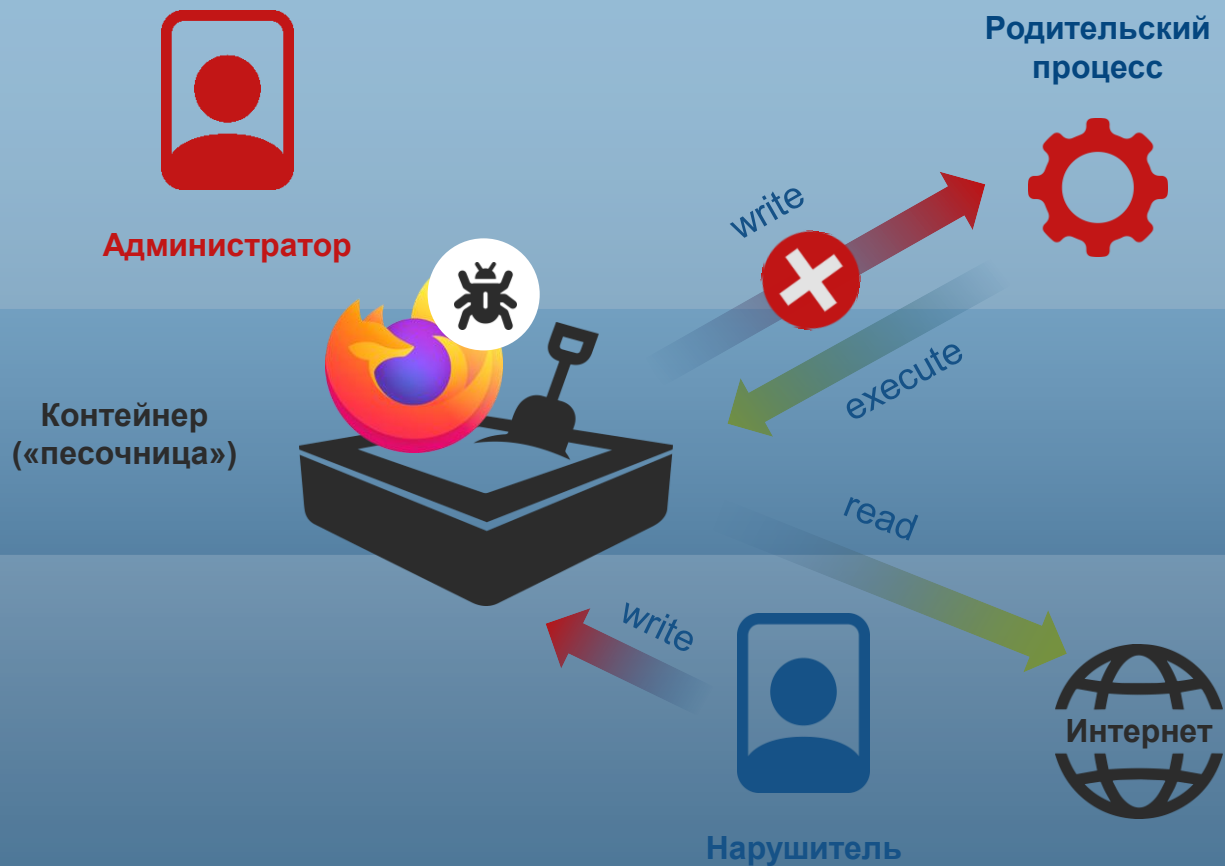 Родительский
процесс
write
Администратор
execute
Контейнер
(«песочница»)
read
write
Интернет
Нарушитель